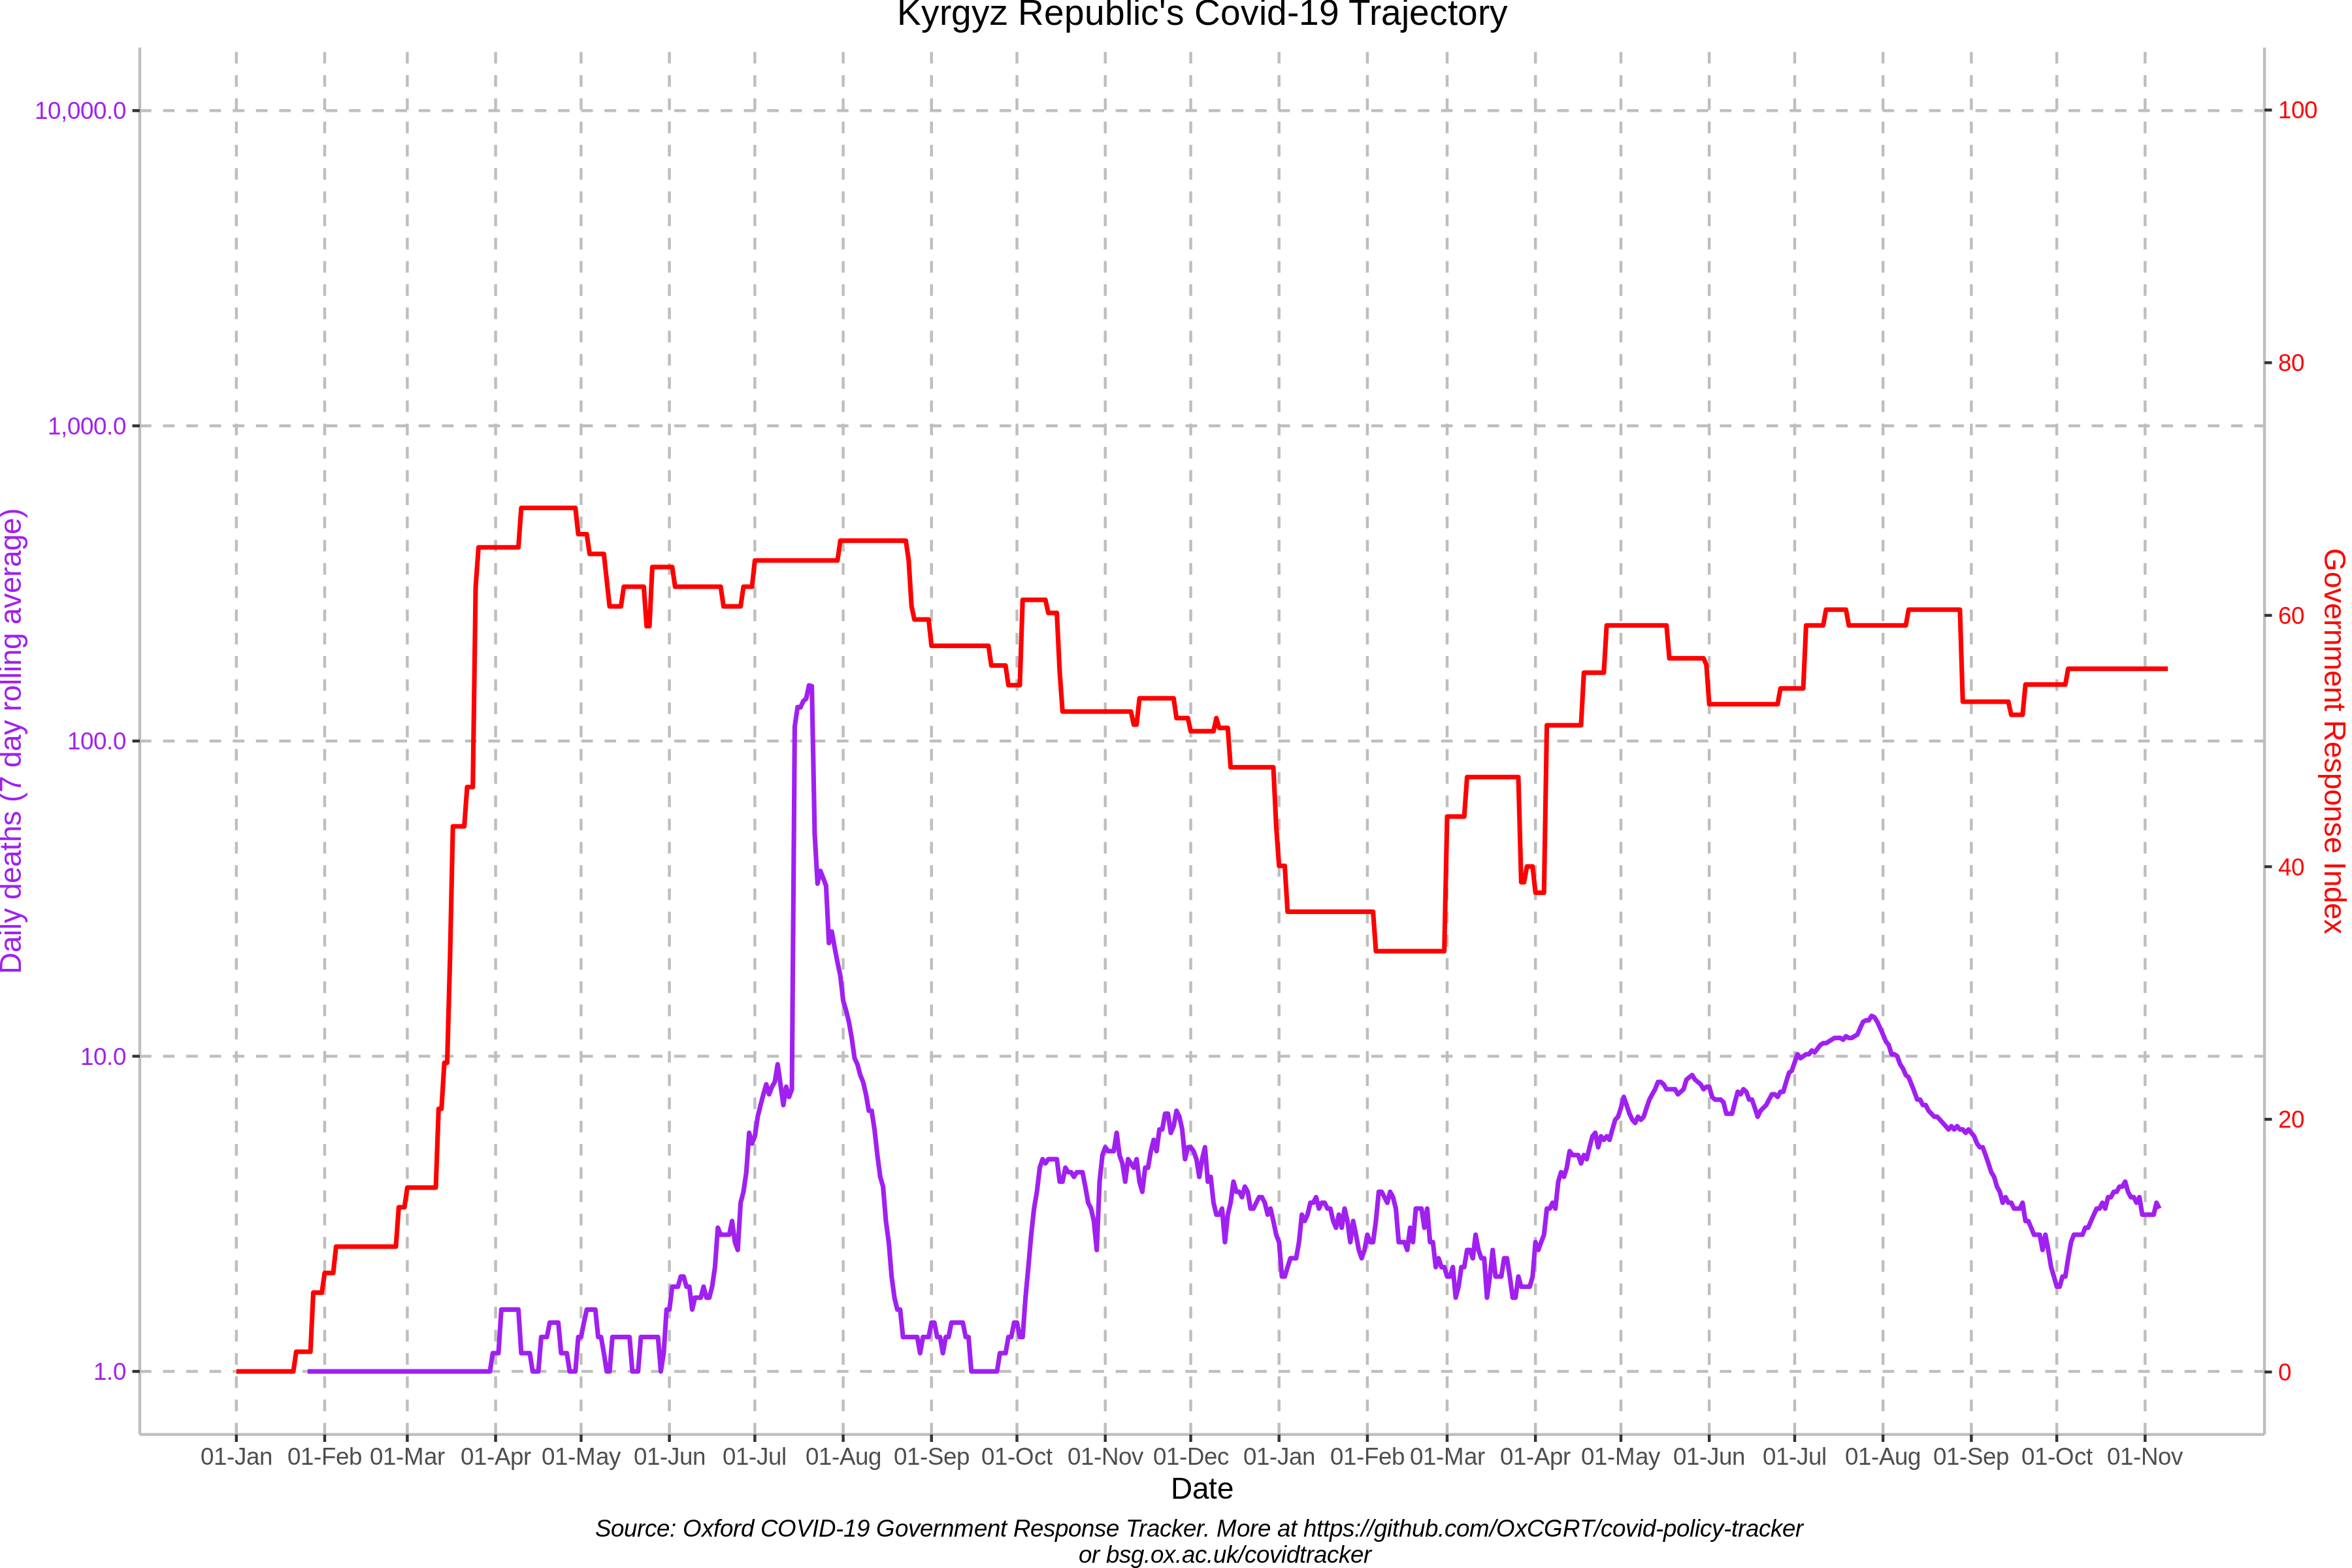 Kyrgyz Republic's Covid-19 Trajectory
10,000.0
1,000.0
100.0
10.0
1.0
Daily deaths (7 day rolling average)
100
80
60
40
20
0
Government Response Index
01-Jan 01-Feb 01-Mar 01-Apr 01-May 01-Jun 01-Jul 01-Aug 01-Sep 01-Oct 01-Nov 01-Dec 01-Jan 01-Feb 01-Mar 01-Apr 01-May 01-Jun 01-Jul 01-Aug 01-Sep 01-Oct 01-Nov
Date
Source: Oxford COVID-19 Government Response Tracker. More at https://github.com/OxCGRT/covid-policy-tracker
or bsg.ox.ac.uk/covidtracker